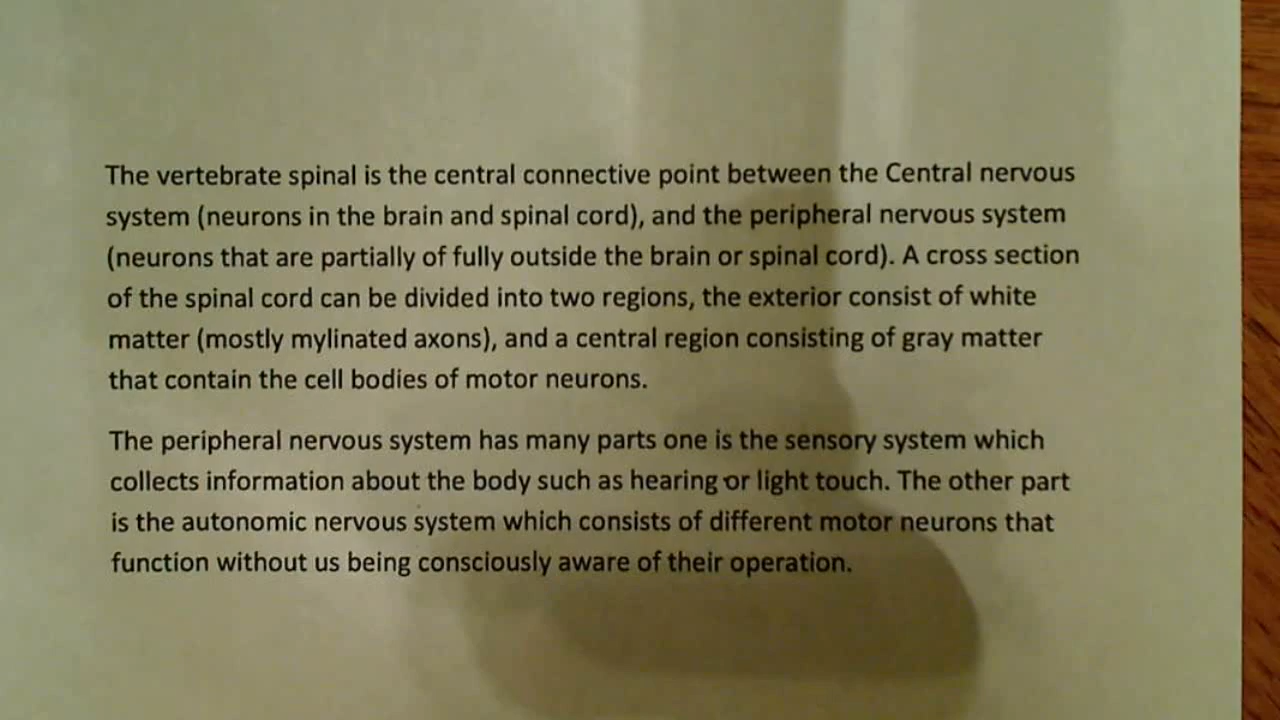 The vertebrate spinal is the central connective point between the Central nervous
system (neurons in the brain and spinal cord), and the peripheral nervous system
(neurons that are partially of fully outside the brain or spinal cord). A cross section
of the spinal cord can be divided into two regions, the exterior consist of white
matter (mostly mylinated axons), and a central region consisting of gray matter
that contain the cell bodies of motor neurons.
The peripheral nervous system has many parts one is the sensory system which
collects information about the body such as hearing or light touch. The other part
is the autonomic nervous system which consists of different motor neurons that
function without us being consciously aware of their operation.